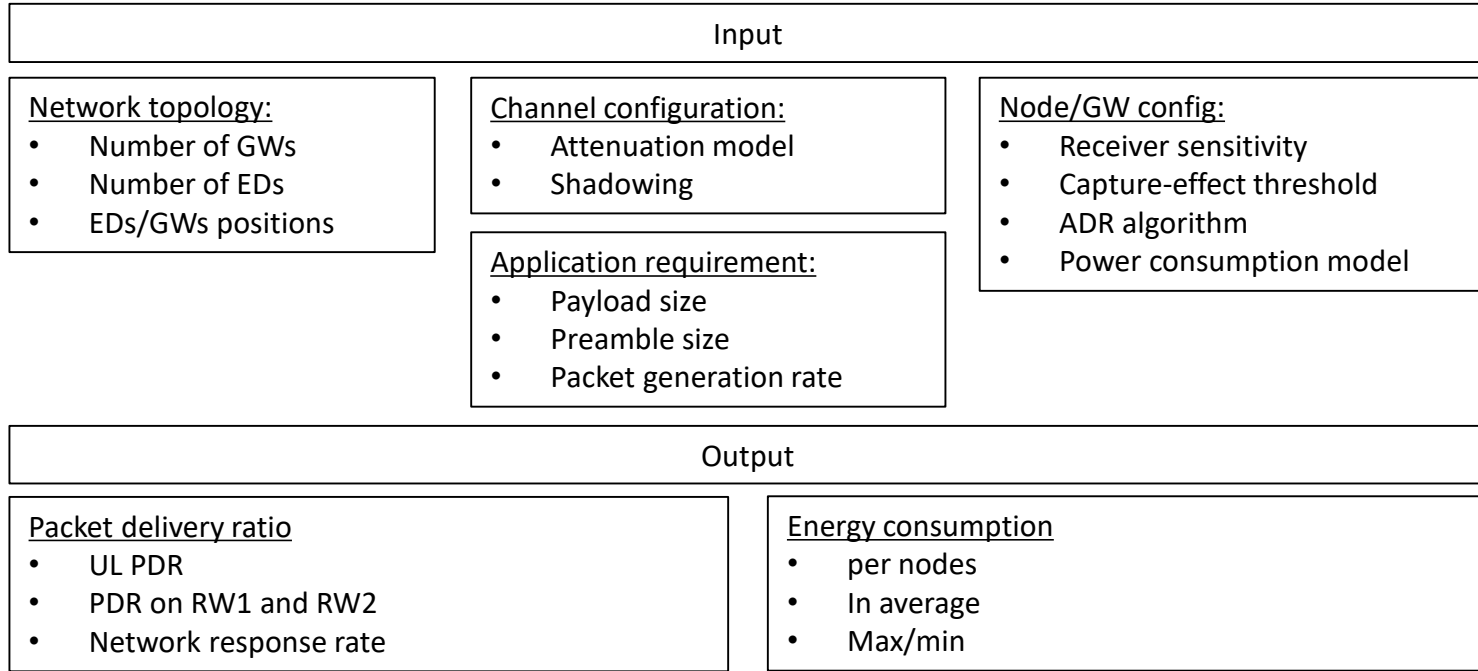 Input
Network topology:
• Number of GWs
• Number of EDs
• EDs/GWs positions
Channel configuration:
• Attenuation model
• Shadowing
Application requirement:
• Payload size
• Preamble size
• Packet generation rate
Node/GW config:
• Receiver sensitivity
• Capture-effect threshold
• ADR algorithm
• Power consumption model
Output
Packet delivery ratio
• UL PDR
• PDR on RW1 and RW2
• Network response rate
Energy consumption
• per nodes
• In average
• Max/min